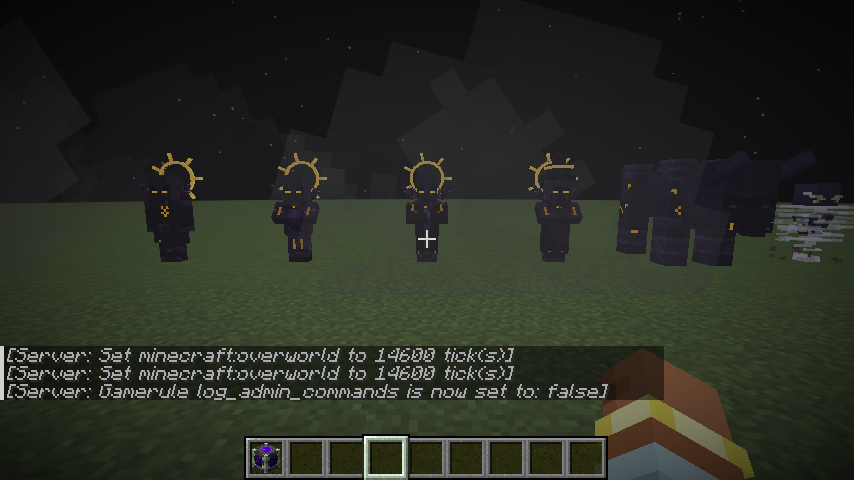 [Server: Set minecraft:overworld to 14600 tick(s)]
[Server: Set minecraft:overworld to 14600 tick(s)]
[Server: Gamerule log_admin_commands is now set to: false]